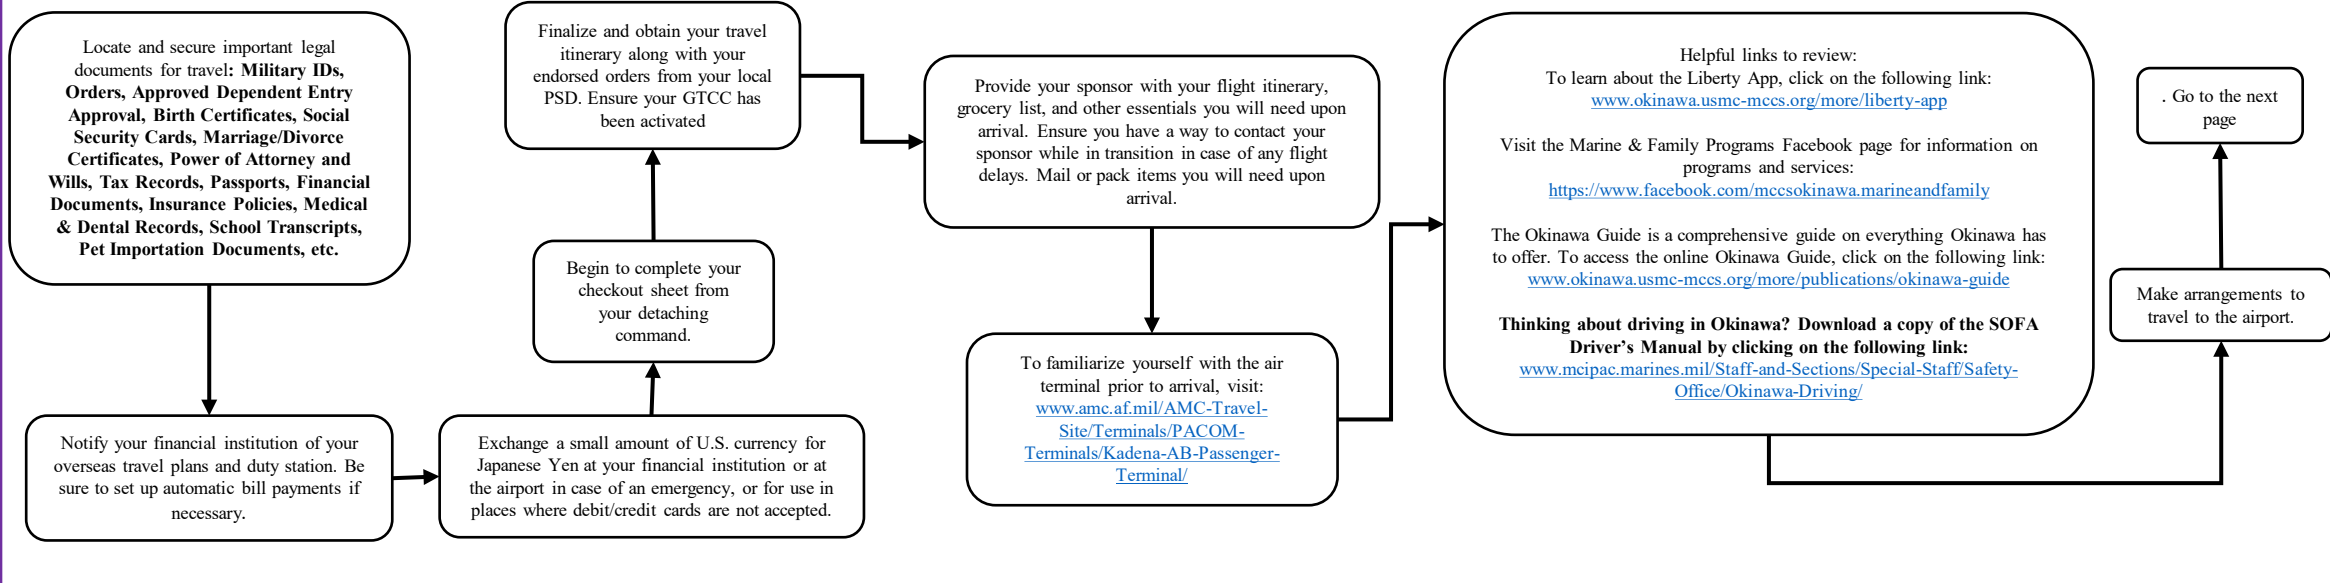 Locate and secure important legal
documents for travel: Military IDs,
Orders, Approved Dependent Entry
Approval, Birth Certificates, Social
Security Cards, Marriage/Divorce
Certificates, Power of Attorney and
Wills, Tax Records, Passports, Financial
Documents, Insurance Policies, Medical
& Dental Records, School Transcripts,
Pet Importation Documents, etc.
Notify your financial institution of your
overseas travel plans and duty station. Be
sure to set up automatic bill payments if
necessary.
Exchange a small amount of U.S. currency for
Japanese Yen at your financial institution or at
the airport in case of an emergency, or for use in
places where debit/credit cards are not accepted.
Begin to complete your
checkout sheet from
your detaching
command.
Finalize and obtain your travel
itinerary along with your
endorsed orders from your local
PSD. Ensure your GTCC has
been activated
Provide your sponsor with your flight itinerary,
grocery list, and other essentials you will need upon
arrival. Ensure you have a way to contact your
sponsor while in transition in case of any flight
delays. Mail or pack items you will need upon
arrival.
To familiarize yourself with the air
terminal prior to arrival, visit:
www.amc.af.mil/AMC-Travel-
Site/Terminals/PACOM-
Terminals/Kadena-AB-Passenger-
Terminal/
Helpful links to review:
To learn about the Liberty App, click on the following link:
www.okinawa.usmc-mccs.org/more/liberty-app
Visit the Marine & Family Programs Facebook page for information on
programs and services:
https://www.facebook.com/mccsokinawa.marineandfamily
The Okinawa Guide is a comprehensive guide on everything Okinawa has
to offer. To access the online Okinawa Guide, click on the following link:
www.okinawa.usmc-mccs.org/more/publications/okinawa-guide
Thinking about driving in Okinawa? Download a copy of the SOFA
Driver’s Manual by clicking on the following link:
www.mcipac.marines.mil/Staff-and-Sections/Special-Staff/Safety-
Office/Okinawa-Driving/
Make arrangements to
travel to the airport.
. Go to the next
page